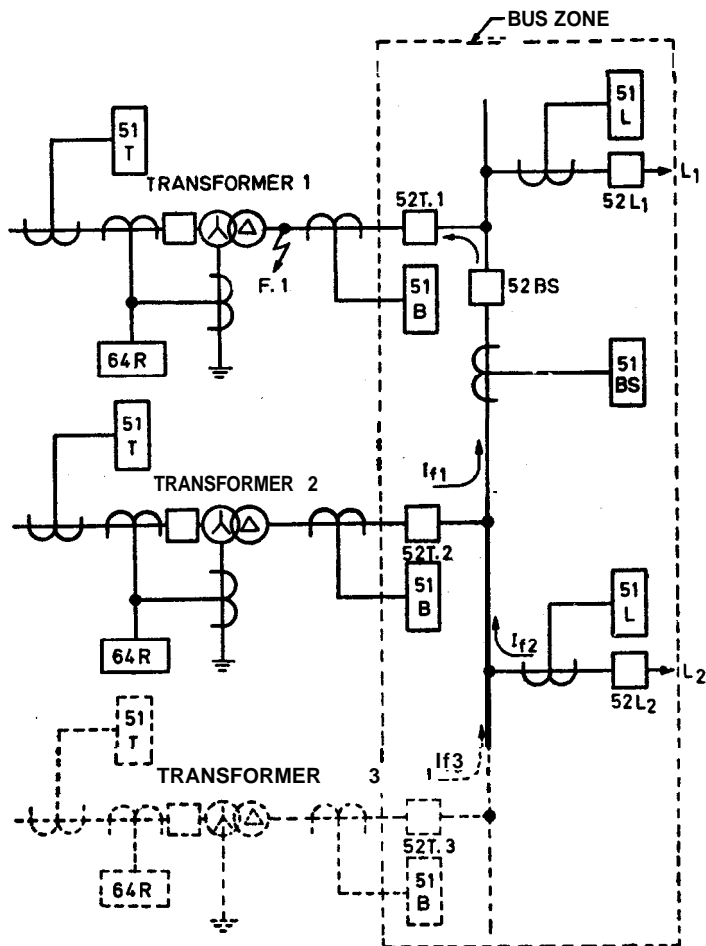 BUS ZONE
51 L
51 T
TRANSFORMER 1
L1
52L1
52T.1
F.1
52BS
51 B
64R
51 BS
51 T
If1
TRANSFORMER 2
52T.2
51 B
51 L
If2
64R
L2
52L2
51 T
If3
TRANSFORMER 3
52T.3
51 B
64R